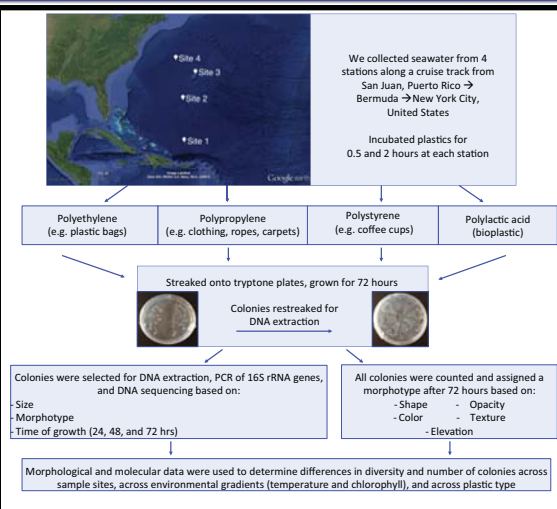 Site 4
Site 3
Site 2
Site 1
Google earth
We collected seawater from 4
stations along a cruise track from
San Juan, Puerto Rico →
Bermuda →New York City,
United States
Incubated plastics for
0.5 and 2 hours at each station
Polyethylene
(e.g. plastic bags)
Polypropylene
(e.g. clothing, ropes, carpets)
Polystyrene
(e.g. coffee cups)
Polylactic acid
(bioplastic)
Streaked onto tryptone plates, grown for 72 hours
Colonies restreaked for
DNA extraction
Colonies were selected for DNA extraction, PCR of 16S rRNA genes,
and DNA sequencing based on:
- Size
- Morphotype
- Time of growth (24, 48, and 72 hrs)
All colonies were counted and assigned a
morphotype after 72 hours based on:
- Shape - Opacity
- Color - Texture
- Elevation
Morphological and molecular data were used to determine differences in diversity and number of colonies across
sample sites, across environmental gradients (temperature and chlorophyll), and across plastic type